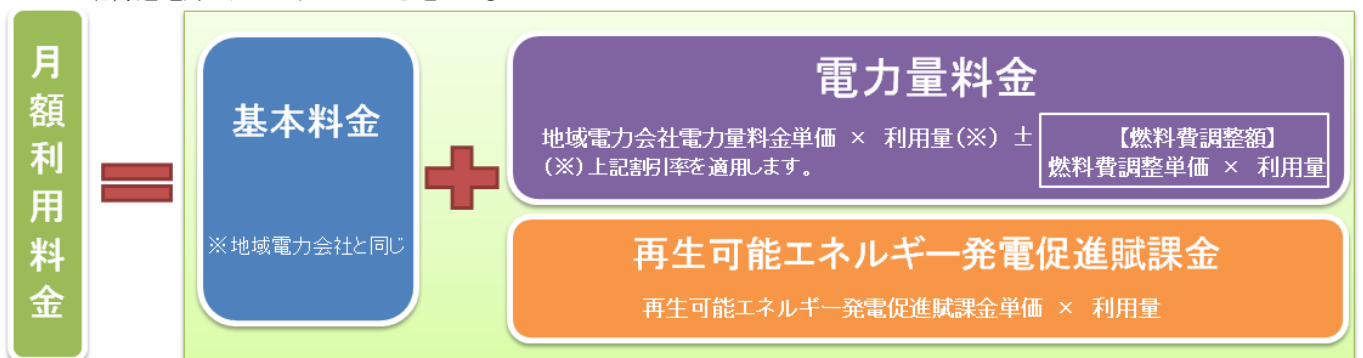 月額利用料金
＝
基本料金
※地域電力会社と同じ
＋
電力量料金
地域電力会社電力量料金単価 × 利用量(※) ±
(※)上記割引率を適用します。
【燃料費調整額】
燃料費調整単価 × 利用量
再生可能エネルギー発電促進賦課金
再生可能エネルギー発電促進賦課金単価 × 利用量